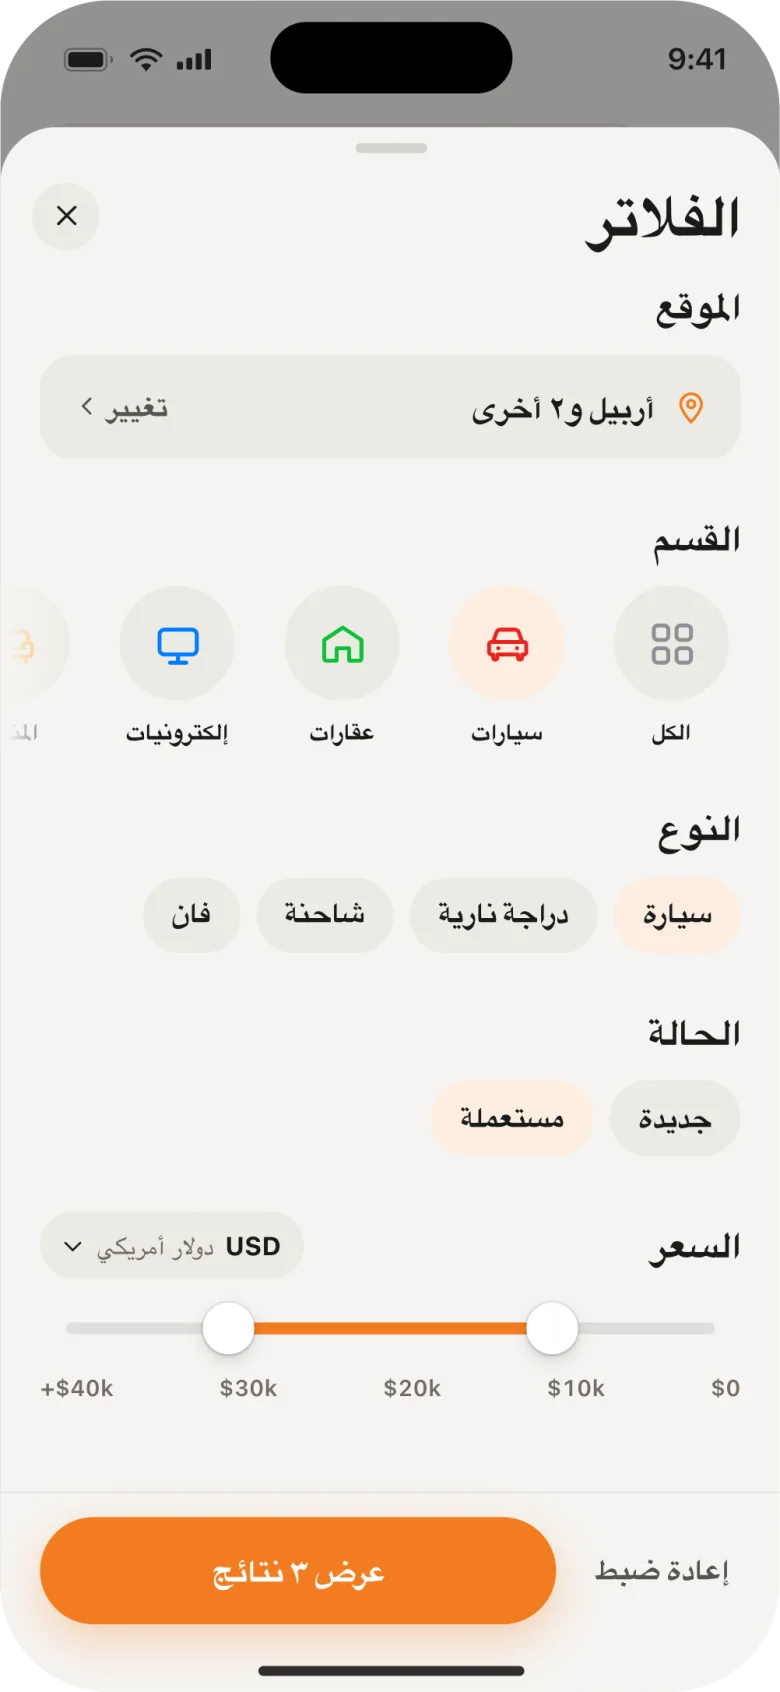 9:41
الفلاتر
الموقع
أربيل و٢ أخرى تغيير
القسم
الكل سيارات عقارات إلكترونيات
النوع
سيارة دراجة نارية شاحنة فان
الحالة
جديدة مستعملة
السعر USD دولار أمريكي
$0 $10k $20k $30k $40k+
إعادة ضبط عرض ٣ نتائج